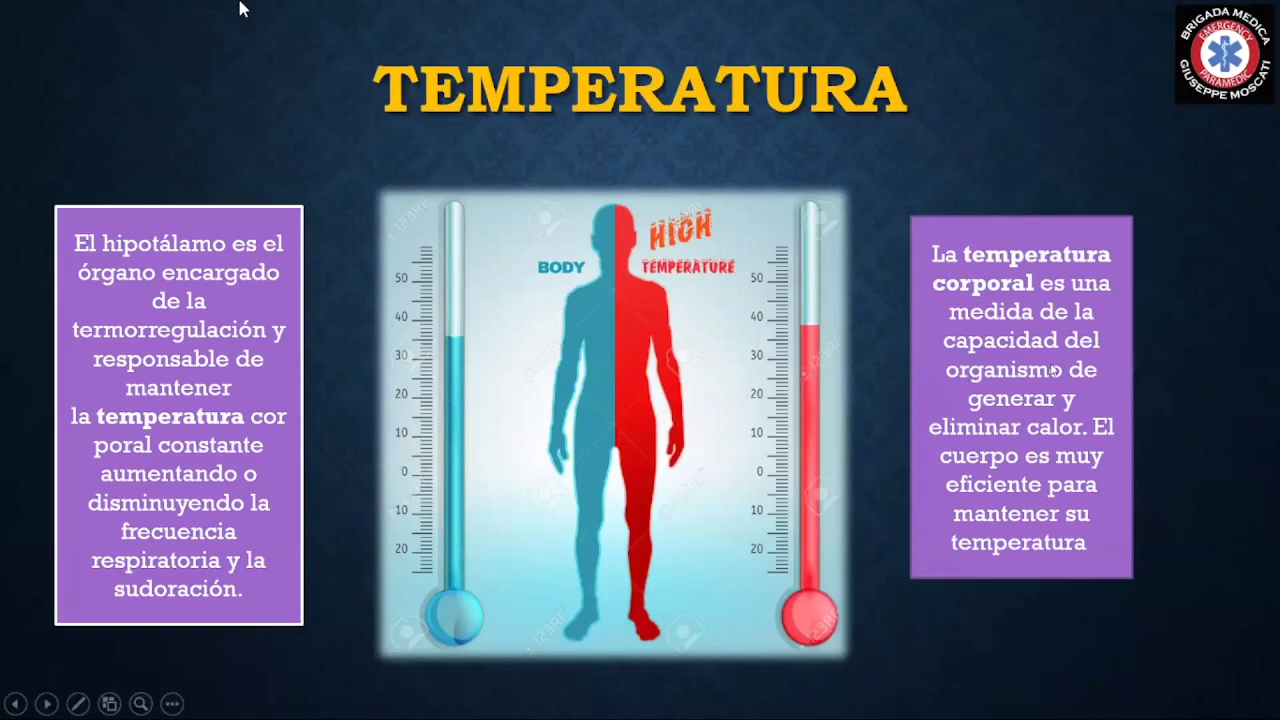 TEMPERATURA
BRIGADA MEDICA
EMERGENCY
PARAMEDIC
GIUSEPPE MOSCATI
El hipotálamo es el
órgano encargado
de la
termorregulación y
responsable de
mantener
la temperatura cor
poral constante
aumentando o
disminuyendo la
frecuencia
respiratoria y la
sudoración.
HIGH
BODY
TEMPERATURE
50
40
30
20
10
0
10
20
50
40
30
20
10
0
10
20
La temperatura
corporal es una
medida de la
capacidad del
organismo de
generar y
eliminar calor. El
cuerpo es muy
eficiente para
mantener su
temperatura